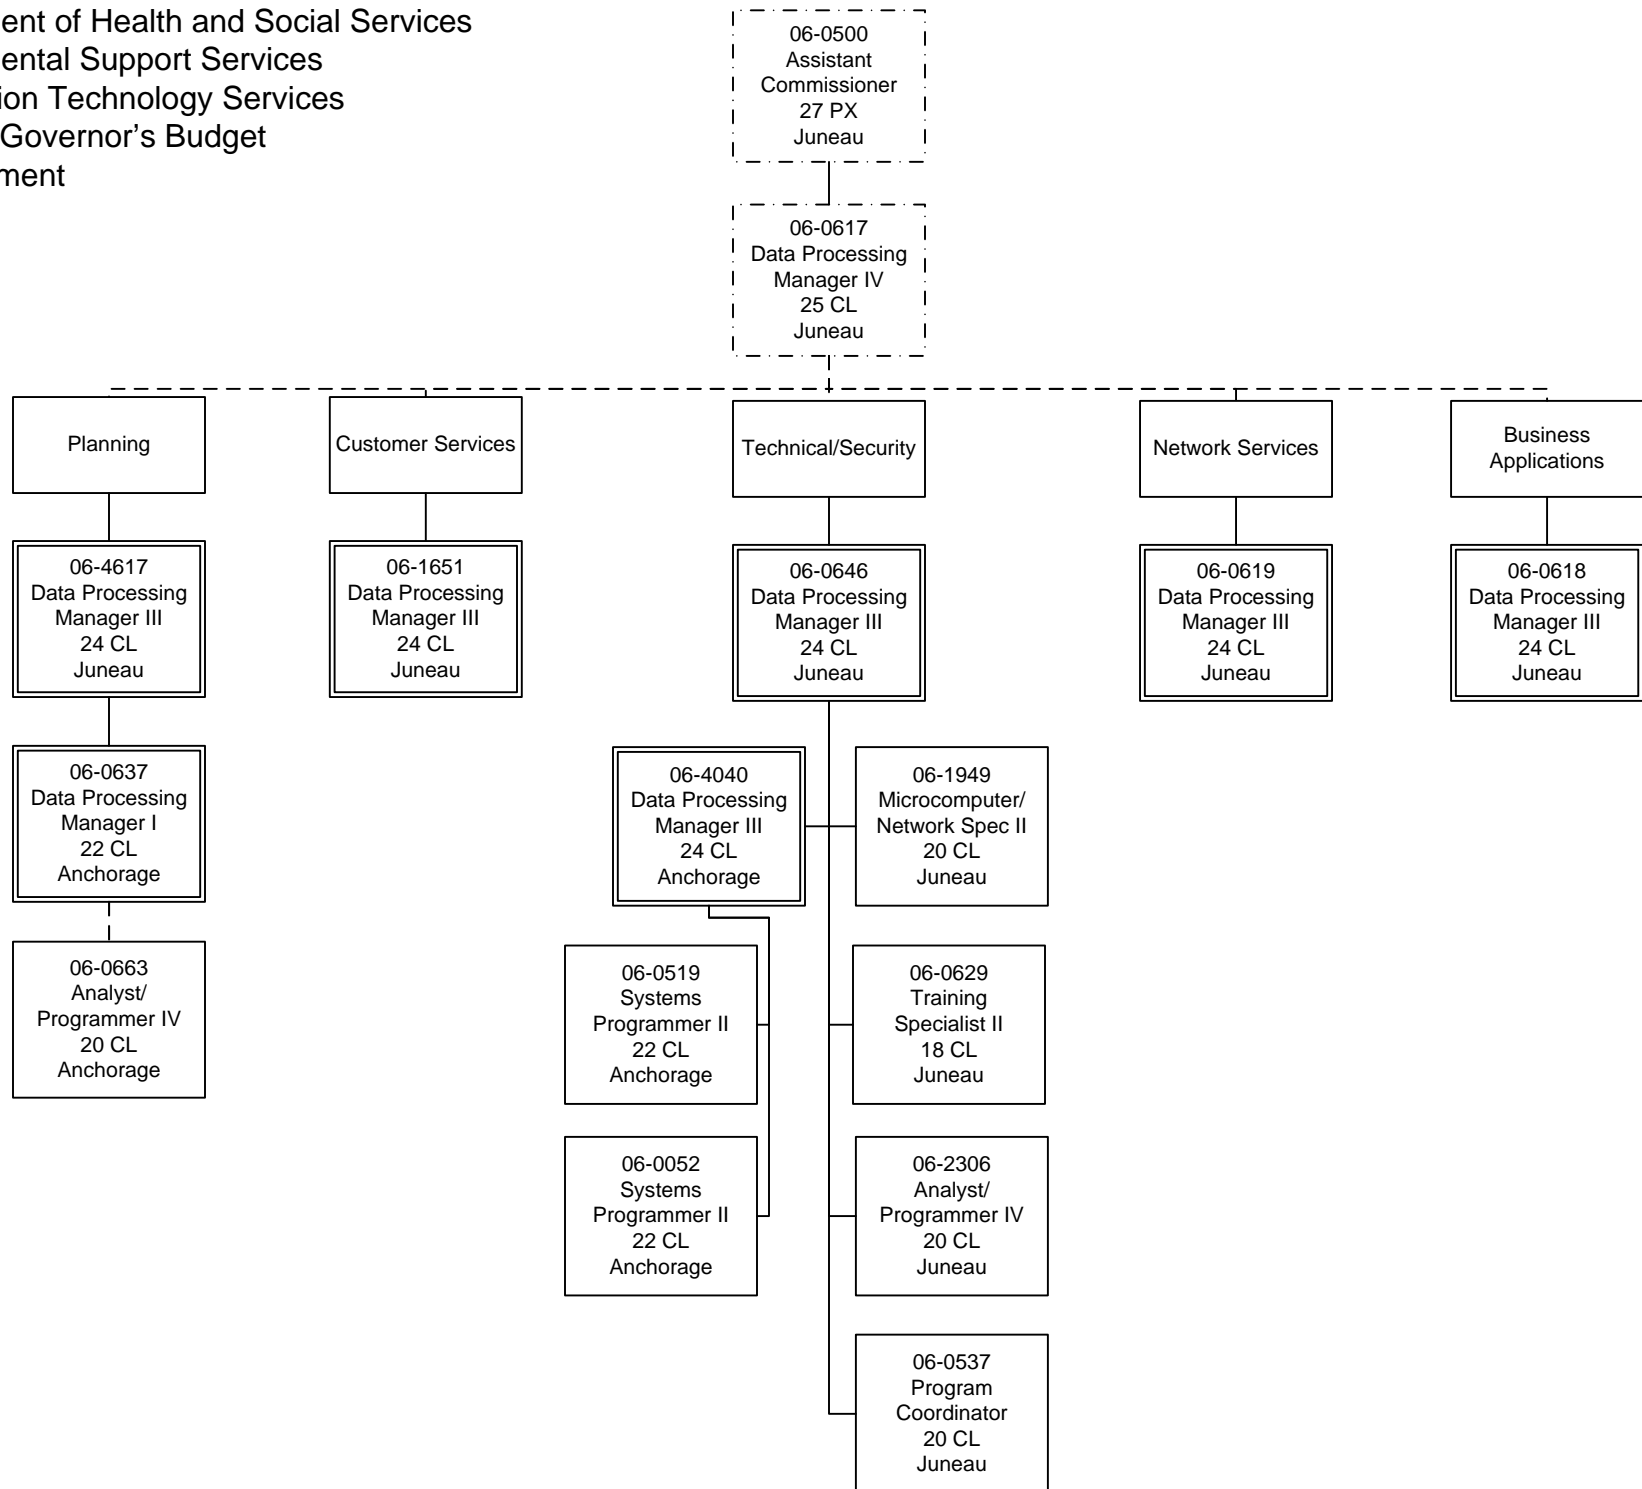 ent of Health and Social Services
ental Support Services
ion Technology Services
Governor's Budget
ment
06-0500
Assistant
Commissioner
27 PX
Juneau
06-0617
Data Processing
Manager IV
25 CL
Juneau
Planning
Customer Services
Technical/Security
Network Services
Business
Applications
06-4617
Data Processing
Manager III
24 CL
Juneau
06-1651
Data Processing
Manager III
24 CL
Juneau
06-0646
Data Processing
Manager III
24 CL
Juneau
06-0619
Data Processing
Manager III
24 CL
Juneau
06-0618
Data Processing
Manager III
24 CL
Juneau
06-0637
Data Processing
Manager I
22 CL
Anchorage
06-4040
Data Processing
Manager III
24 CL
Anchorage
06-1949
Microcomputer/
Network Spec II
20 CL
Juneau
06-0663
Analyst/
Programmer IV
20 CL
Anchorage
06-0519
Systems
Programmer II
22 CL
Anchorage
06-0629
Training
Specialist II
18 CL
Juneau
06-0052
Systems
Programmer II
22 CL
Anchorage
06-2306
Analyst/
Programmer IV
20 CL
Juneau
06-0537
Program
Coordinator
20 CL
Juneau